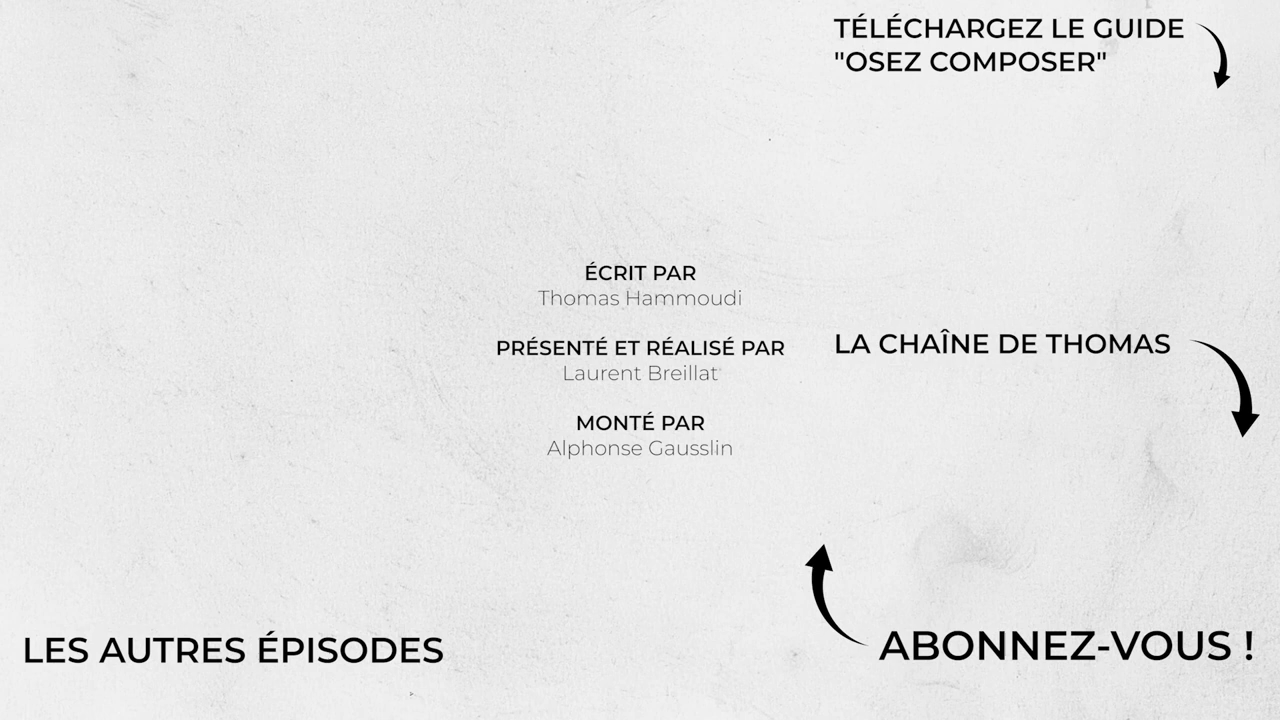 TÉLÉCHARGEZ LE GUIDE
"OSEZ COMPOSER"
ÉCRIT PAR
Thomas Hammoudi
PRÉSENTÉ ET RÉALISÉ PAR
Laurent Breillat
MONTÉ PAR
Alphonse Gausslin
LA CHAÎNE DE THOMAS
LES AUTRES ÉPISODES
ABONNEZ-VOUS !